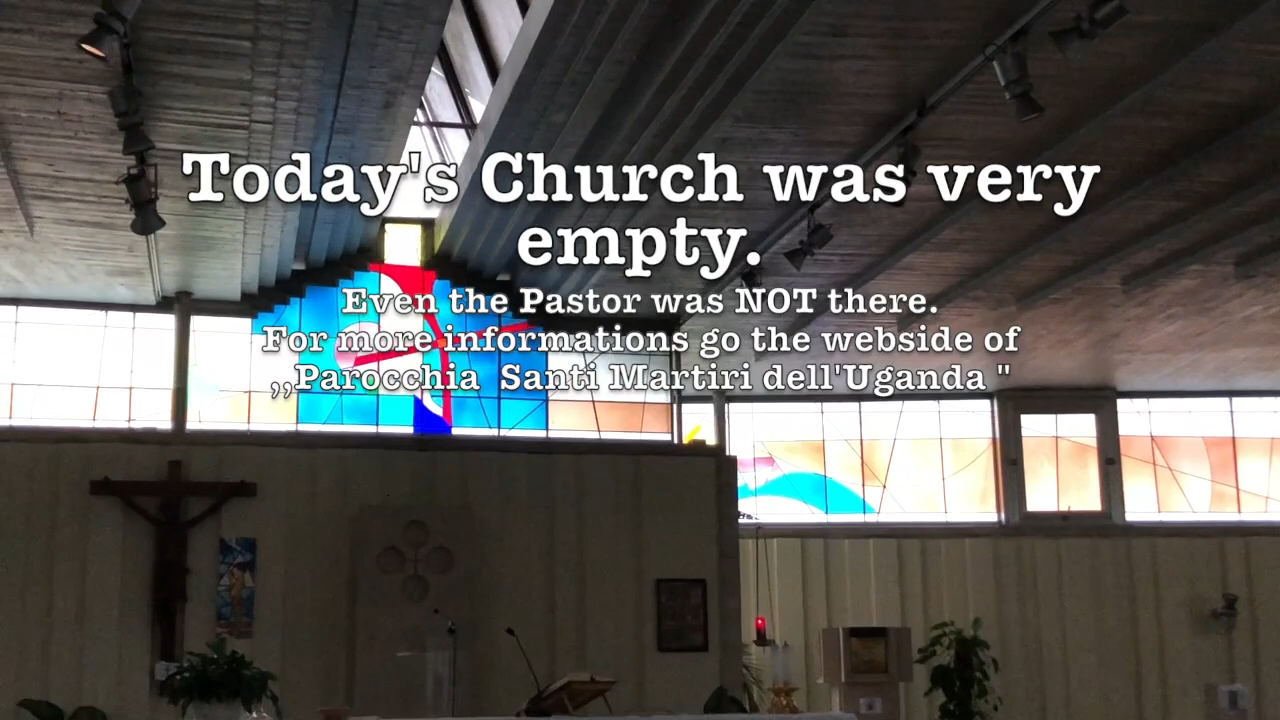 Today's Church was very
empty.
Even the Pastor was NOT there.
For more informations go the webside of
,,Parocchia  Santi Martiri dell'Uganda "